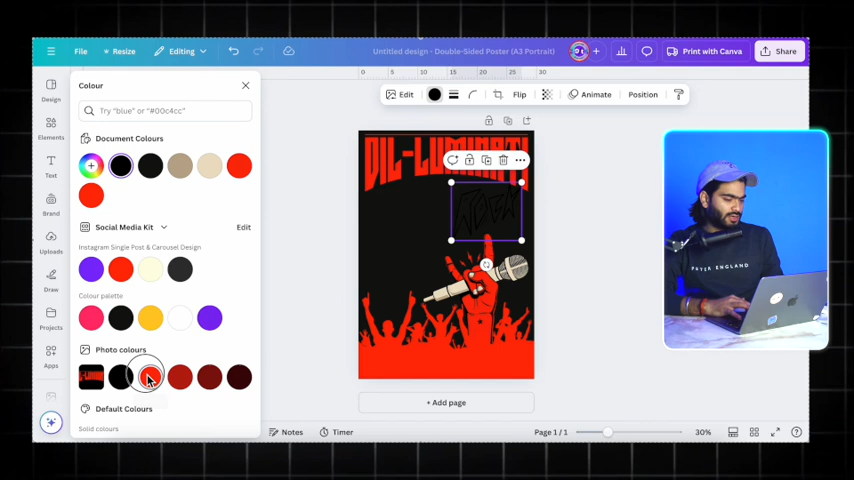 File
Resize
Editing
Untitled design - Double-Sided Poster (A3 Portrait)
Print with Canva
Share
Design
Elements
Text
Brand
Uploads
Draw
Projects
Apps
Colour
Try "blue" or "#00c4cc"
Document Colours
Social Media Kit
Edit
Instagram Single Post & Carousel Design
Colour palette
Photo colours
Default Colours
Solid colours
0 5 10 15 20 25 30
Edit
Flip
Animate
Position
DIL-LUMINATI
+ Add page
Notes
Timer
Page 1 / 1
30%
ENGLAND